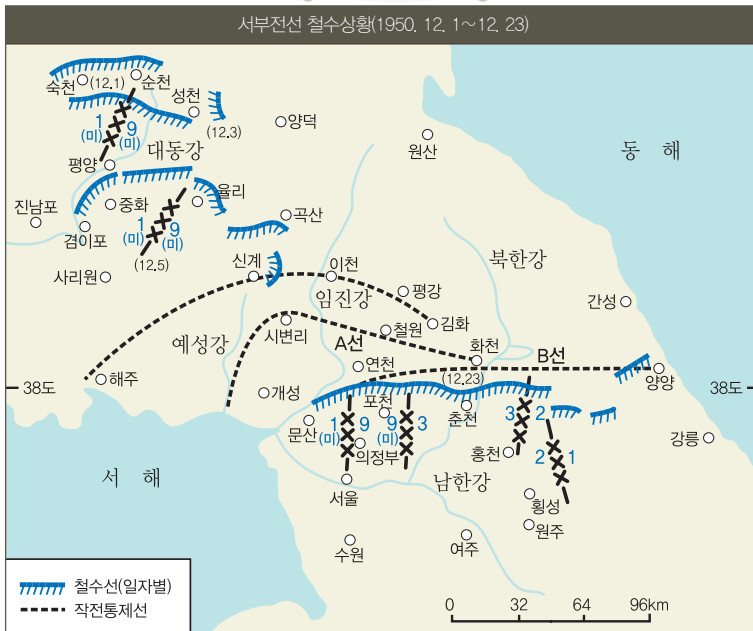 서부전선 철수상황(1950. 12. 1~12. 23)
숙천
(12.1)
순천
성천
(12.3)
양덕
원산
동 해
1 9
(미) (미)
대동강
평양
진남포
중화
율리
겸이포
곡산
1 9
(미) (미)
(12.5)
사리원
신계
이천
북한강
임진강
평강
간성
예성강
시변리
철원
김화
A선
화천
B선
연천
(12.23)
양양
38도
해주
개성
38도
포천
춘천
문산
1 9
(미)
9 3
(미)
3 2
2 1
의정부
홍천
강릉
서 해
서울
남한강
횡성
원주
수원
여주
철수선(일자별)
작전통제선
0 32 64 96km